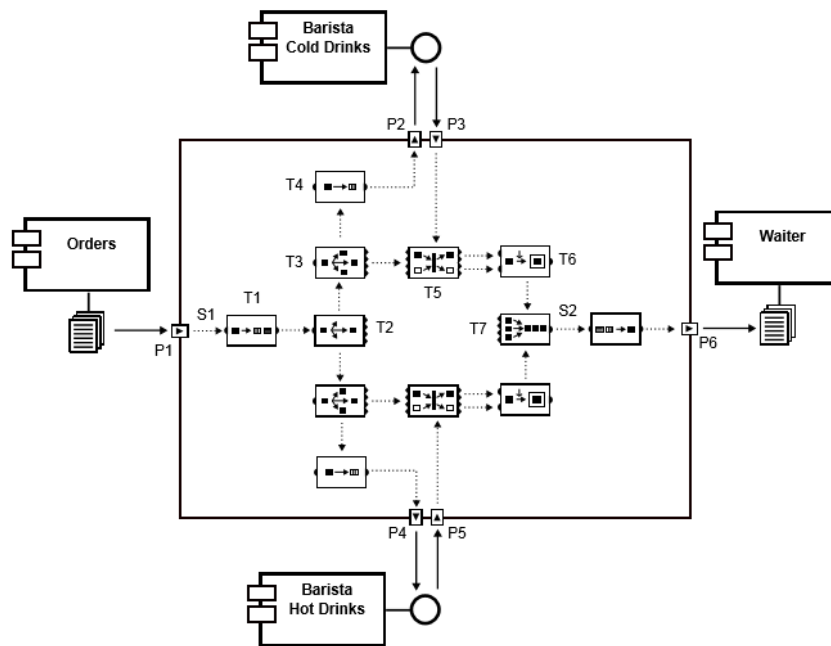 Barista
Cold Drinks
P2
P3
T4
Orders
Waiter
T3
T6
T5
S1
T1
T2
T7
S2
P1
P6
P4
P5
Barista
Hot Drinks